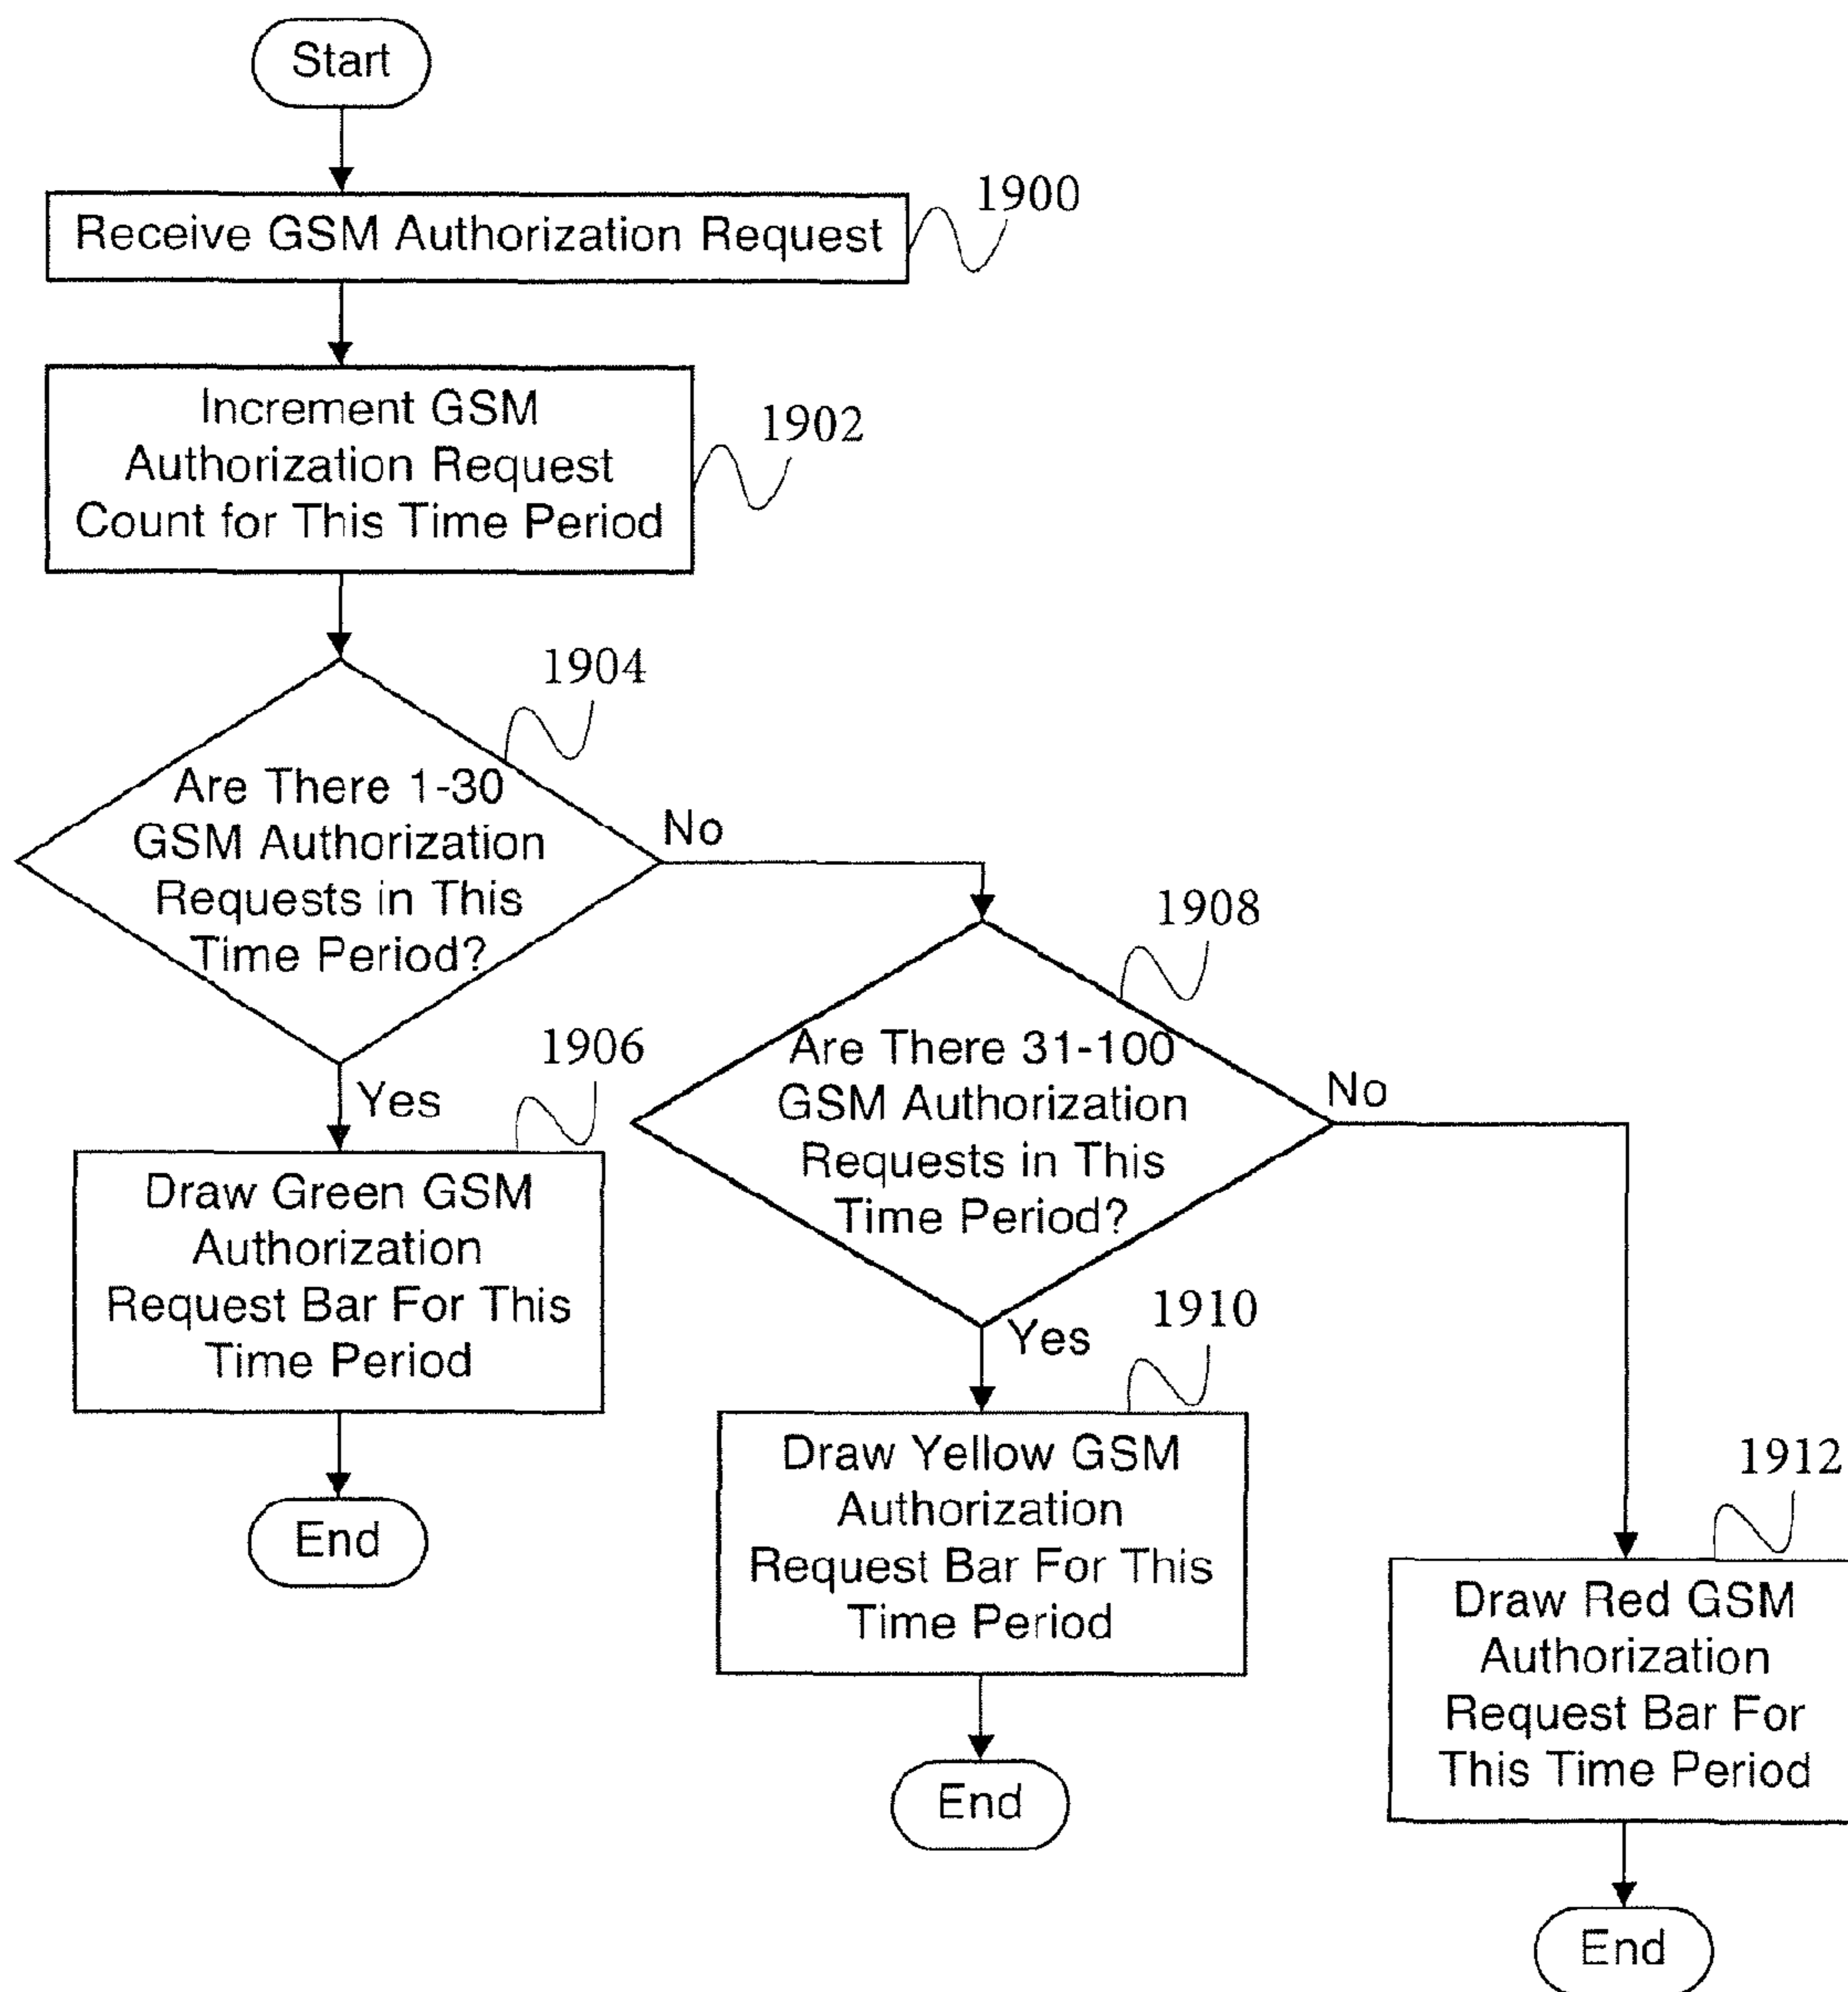 Start
Receive GSM Authorization Request
1900
Increment GSM
Authorization Request
Count for This Time Period
1902
1904
Are There 1-30
GSM Authorization
Requests in This
Time Period?
No
Yes
1906
Draw Green GSM
Authorization
Request Bar For This
Time Period
End
1908
Are There 31-100
GSM Authorization
Requests in This
Time Period?
No
Yes
1910
Draw Yellow GSM
Authorization
Request Bar For This
Time Period
End
1912
Draw Red GSM
Authorization
Request Bar For
This Time Period
End